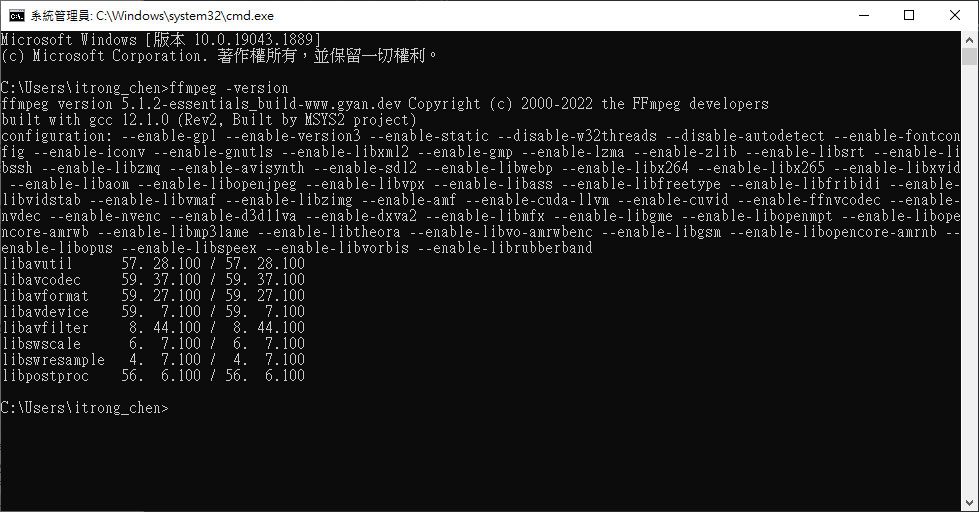 系統管理員: C:\Windows\system32\cmd.exe
Microsoft Windows [版本 10.0.19043.1889]
(c) Microsoft Corporation. 著作權所有，並保留一切權利。
C:\Users\itrong_chen>ffmpeg -version
ffmpeg version 5.1.2-essentials_build-www.gyan.dev Copyright (c) 2000-2022 the FFmpeg developers
built with gcc 12.1.0 (Rev2, Built by MSYS2 project)
configuration: --enable-gpl --enable-version3 --enable-static --disable-w32threads --disable-autodetect --enable-fontcon
fig --enable-iconv --enable-gnutls --enable-libxml2 --enable-gmp --enable-lzma --enable-zlib --enable-libsrt --enable-li
bssh --enable-libzmq --enable-avisynth --enable-sdl2 --enable-libwebp --enable-libx264 --enable-libx265 --enable-libxvid
 --enable-libaom --enable-libopenjpeg --enable-libvpx --enable-libass --enable-libfreetype --enable-libfribidi --enable-
libvidstab --enable-libvmaf --enable-libzimg --enable-amf --enable-cuda-llvm --enable-cuvid --enable-ffnvcodec --enable-
nvdec --enable-nvenc --enable-d3d11va --enable-dxva2 --enable-libmfx --enable-libgme --enable-libopenmpt --enable-libope
ncore-amrwb --enable-libmp3lame --enable-libtheora --enable-libvo-amrwbenc --enable-libgsm --enable-libopencore-amrnb --
enable-libopus --enable-libspeex --enable-libvorbis --enable-librubberband
libavutil      57. 28.100 / 57. 28.100
libavcodec     59. 37.100 / 59. 37.100
libavformat    59. 27.100 / 59. 27.100
libavdevice    59.  7.100 / 59.  7.100
libavfilter     8. 44.100 /  8. 44.100
libswscale      6.  7.100 /  6.  7.100
libswresample   4.  7.100 /  4.  7.100
libpostproc    56.  6.100 / 56.  6.100
C:\Users\itrong_chen>